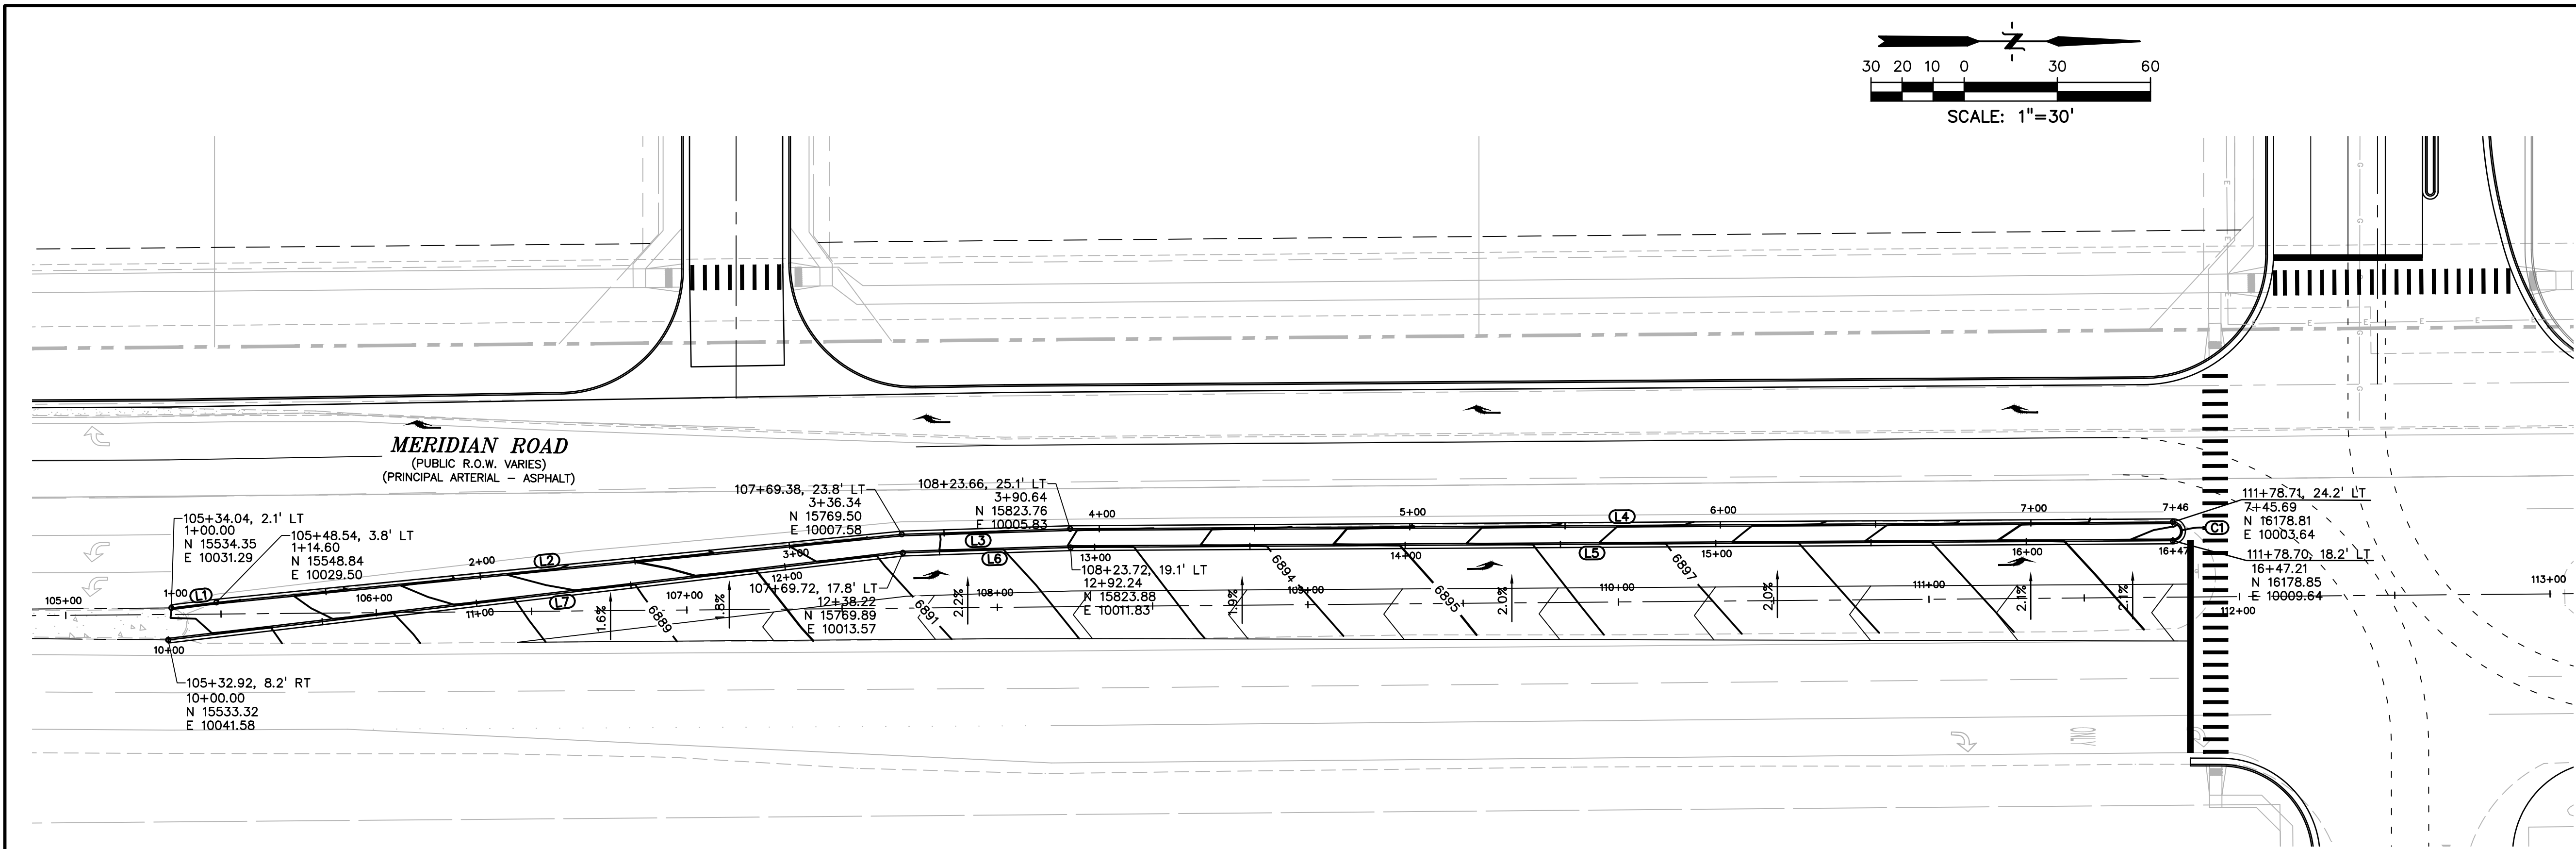 30 20 10 0 30 60
SCALE: 1"=30'
MERIDIAN ROAD
(PUBLIC R.O.W. VARIES)
(PRINCIPAL ARTERIAL – ASPHALT)
105+34.04, 2.1' LT
1+00.00
N 15534.35
E 10031.29
105+48.54, 3.8' LT
1+14.60
N 15548.84
E 10029.50
107+69.38, 23.8' LT
3+36.34
N 15769.50
E 10007.58
108+23.66, 25.1' LT
3+90.64
N 15823.76
E 10005.83
111+78.71, 24.2' LT
7+45.69
N 16178.81
E 10003.64
C1
111+78.70, 18.2' LT
16+47.21
N 16178.85
E 10009.64
107+69.72, 17.8' LT
12+38.22
N 15769.89
E 10013.57
108+23.72, 19.1' LT
12+92.24
N 15823.88
E 10011.83
105+32.92, 8.2' RT
10+00.00
N 15533.32
E 10041.58
1+00
2+00
3+00
4+00
5+00
6+00
7+00
7+46
L1
L2
L3
L4
L5
L6
L7
10+00
11+00
12+00
13+00
14+00
15+00
16+00
16+47
105+00
106+00
107+00
108+00
109+00
110+00
111+00
112+00
113+00
6889
6891
6894
6895
6897
1.6%
1.8%
2.2%
1.9%
2.0%
2.0%
2.1%
2.1%
ONLY
E
E
E
E
E
E
E
G
G
G